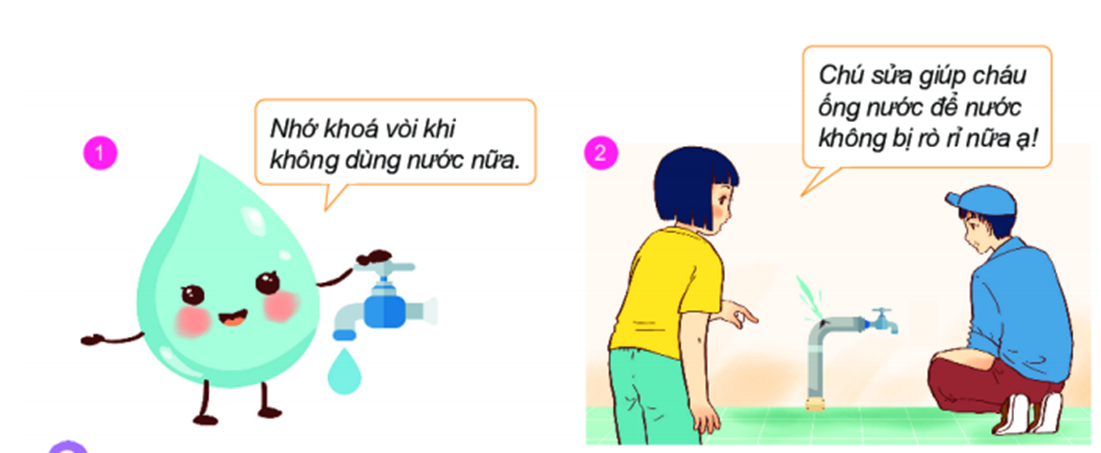 1
Nhớ khoá vòi khi
không dùng nước nữa.
2
Chú sửa giúp cháu
ống nước để nước
không bị rò rỉ nữa ạ!